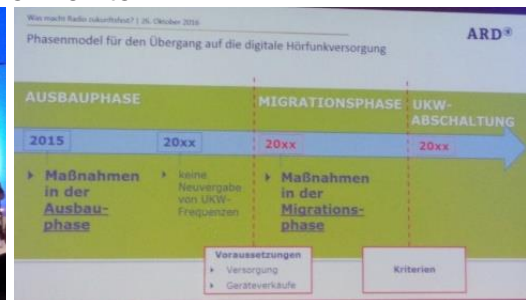 Was macht Radio zukunftsfest? | 26. Oktober 2016
ARD
Phasenmodel für den Übergang auf die digitale Hörfunkversorgung
AUSBAUPHASE
MIGRATIONSPHASE
UKW-
ABSCHALTUNG
2015
20xx
20xx
20xx
Maßnahmen
in der
Ausbau-
phase
keine
Neuvergabe
von UKW-
Frequenzen
Maßnahmen
in der
Migrations-
phase
Voraussetzungen
Versorgung
Geräteverkäufe
Kriterien